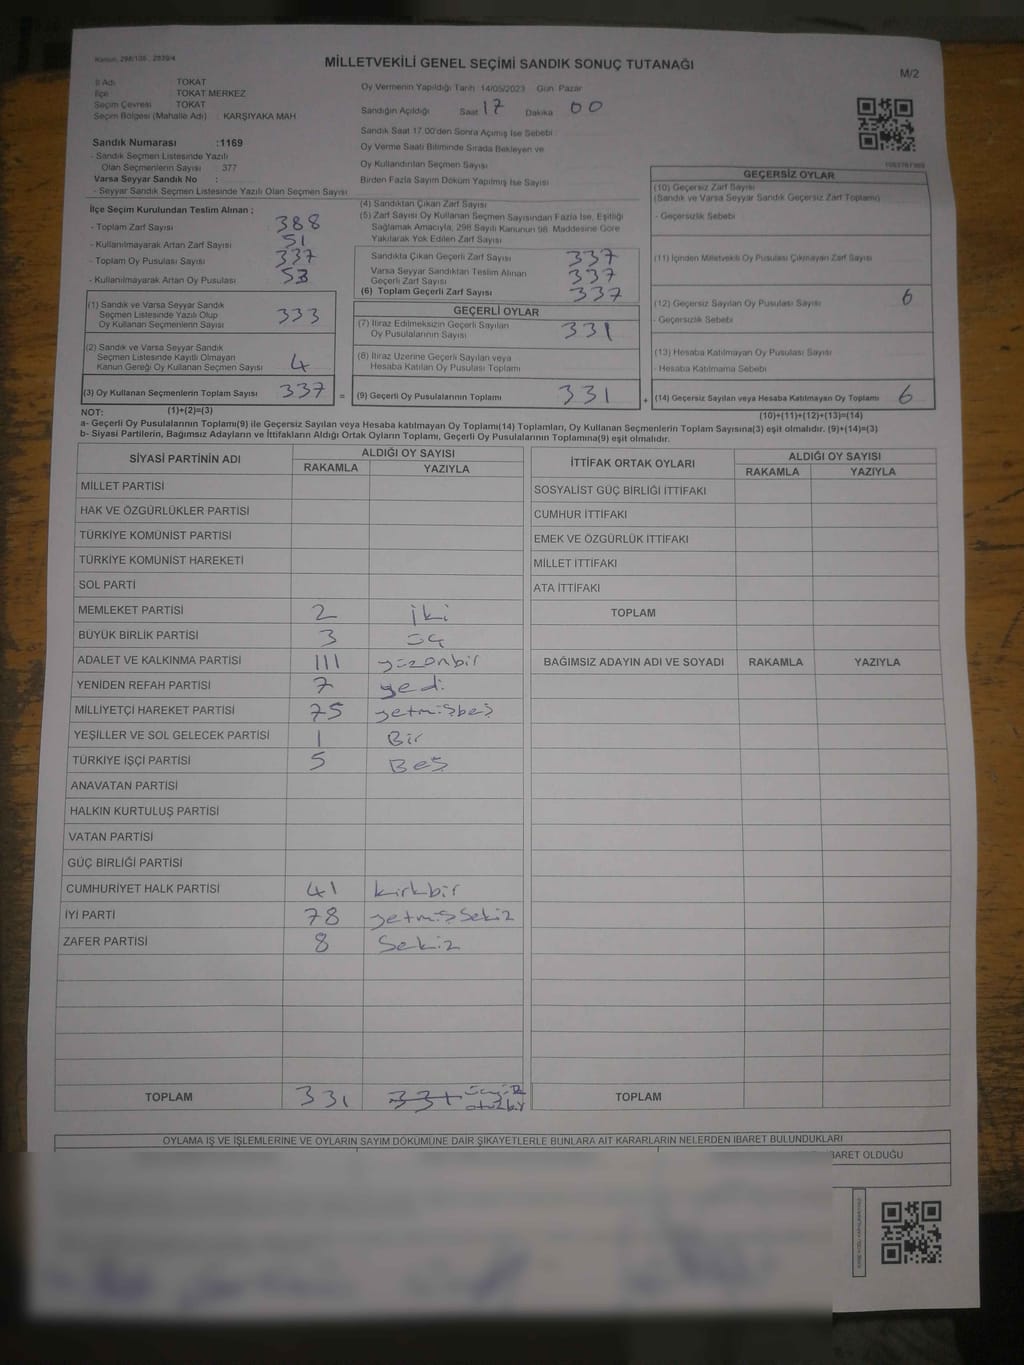 Kanun: 298/105 , 2839/4
MİLLETVEKİLİ GENEL SEÇİMİ SANDIK SONUÇ TUTANAĞI
M/2
İl Adı : TOKAT
İlçe : TOKAT MERKEZ
Seçim Çevresi : TOKAT
Seçim Bölgesi (Mahalle Adı) : KARŞIYAKA MAH
Oy Vermenin Yapıldığı Tarih 14/05/2023 Gün Pazar
Sandığın Açıldığı Saat 17 Dakika 00
Sandık Saat 17.00'den Sonra Açılmış İse Sebebi
Oy Verme Saati Bitiminde Sırada Bekleyen ve
Oy Kullandırılan Seçmen Sayısı
Birden Fazla Sayım Döküm Yapılmış İse Sayısı
Sandık Numarası :1169
- Sandık Seçmen Listesinde Yazılı
Olan Seçmenlerin Sayısı : 377
Varsa Seyyar Sandık No :
- Seyyar Sandık Seçmen Listesinde Yazılı Olan Seçmen Sayısı
İlçe Seçim Kurulundan Teslim Alınan ;
- Toplam Zarf Sayısı 388
- Kullanılmayarak Artan Zarf Sayısı 51
- Toplam Oy Pusulası Sayısı 337
- Kullanılmayarak Artan Oy Pusulası 53
(1) Sandık ve Varsa Seyyar Sandık
Seçmen Listesinde Yazılı Olup
Oy Kullanan Seçmenlerin Sayısı 333
(2) Sandık ve Varsa Seyyar Sandık
Seçmen Listesinde Kayıtlı Olmayan
Kanun Gereği Oy Kullanan Seçmen Sayısı 4
(3) Oy Kullanan Seçmenlerin Toplam Sayısı 337 =
(4) Sandıktan Çıkan Zarf Sayısı
(5) Zarf Sayısı Oy Kullanan Seçmen Sayısından Fazla İse, Eşitliği
Sağlamak Amacıyla, 298 Sayılı Kanunun 98. Maddesine Göre
Yakılarak Yok Edilen Zarf Sayısı
Sandıkta Çıkan Geçerli Zarf Sayısı 337
Varsa Seyyar Sandıktan Teslim Alınan
Geçerli Zarf Sayısı 337
(6) Toplam Geçerli Zarf Sayısı 337
GEÇERLİ OYLAR
(7) İtiraz Edilmeksizin Geçerli Sayılan
Oy Pusulalarının Sayısı 331
(8) İtiraz Üzerine Geçerli Sayılan veya
Hesaba Katılan Oy Pusulası Toplamı
(9) Geçerli Oy Pusulalarının Toplamı 331 +
GEÇERSİZ OYLAR
(10) Geçersiz Zarf Sayısı
(Sandık ve Varsa Seyyar Sandık Geçersiz Zarf Toplamı)
- Geçersizlik Sebebi
(11) İçinden Milletvekili Oy Pusulası Çıkmayan Zarf Sayısı
(12) Geçersiz Sayılan Oy Pusulası Sayısı 6
- Geçersizlik Sebebi
(13) Hesaba Katılmayan Oy Pusulası Sayısı
- Hesaba Katılmama Sebebi
(14) Geçersiz Sayılan veya Hesaba Katılmayan Oy Toplamı 6
NOT: (1)+(2)=(3)
(10)+(11)+(12)+(13)=(14)
a- Geçerli Oy Pusulalarının Toplamı(9) ile Geçersiz Sayılan veya Hesaba katılmayan Oy Toplamı(14) Toplamları, Oy Kullanan Seçmenlerin Toplam Sayısına(3) eşit olmalıdır. (9)+(14)=(3)
b- Siyasi Partilerin, Bağımsız Adayların ve İttifakların Aldığı Ortak Oyların Toplamı, Geçerli Oy Pusulalarının Toplamına(9) eşit olmalıdır.
SİYASİ PARTİNİN ADI ALDIĞI OY SAYISI
RAKAMLA YAZIYLA
MİLLET PARTİSİ
HAK VE ÖZGÜRLÜKLER PARTİSİ
TÜRKİYE KOMÜNİST PARTİSİ
TÜRKİYE KOMÜNİST HAREKETİ
SOL PARTİ
MEMLEKET PARTİSİ 2 iki
BÜYÜK BİRLİK PARTİSİ 3 üç
ADALET VE KALKINMA PARTİSİ 111 yüzonbir
YENİDEN REFAH PARTİSİ 7 yedi
MİLLİYETÇİ HAREKET PARTİSİ 75 yetmişbeş
YEŞİLLER VE SOL GELECEK PARTİSİ 1 Bir
TÜRKİYE İŞÇİ PARTİSİ 5 Beş
ANAVATAN PARTİSİ
HALKIN KURTULUŞ PARTİSİ
VATAN PARTİSİ
GÜÇ BİRLİĞİ PARTİSİ
CUMHURİYET HALK PARTİSİ 41 kırkbir
İYİ PARTİ 78 yetmişsekiz
ZAFER PARTİSİ 8 Sekiz
TOPLAM 331 331 üçyüz
otuzbir
İTTİFAK ORTAK OYLARI ALDIĞI OY SAYISI
RAKAMLA YAZIYLA
SOSYALİST GÜÇ BİRLİĞİ İTTİFAKI
CUMHUR İTTİFAKI
EMEK VE ÖZGÜRLÜK İTTİFAKI
MİLLET İTTİFAKI
ATA İTTİFAKI
TOPLAM
BAĞIMSIZ ADAYIN ADI VE SOYADI RAKAMLA YAZIYLA
TOPLAM
OYLAMA İŞ VE İŞLEMLERİNE VE OYLARIN SAYIM DÖKÜMÜNE DAİR ŞİKAYETLERLE BUNLARA AİT KARARLARIN NELERDEN İBARET BULUNDUKLARI
İBARET OLDUĞU